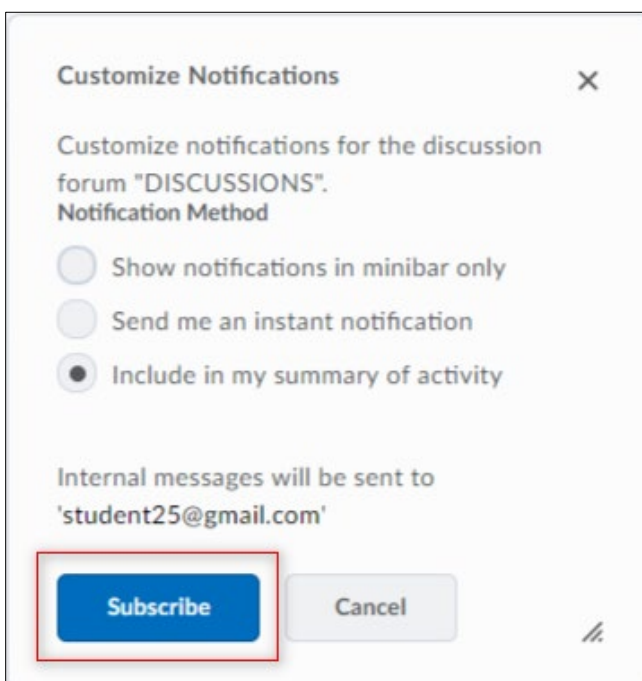 Customize Notifications
Customize notifications for the discussion
forum "DISCUSSIONS".
Notification Method
Show notifications in minibar only
Send me an instant notification
Include in my summary of activity
Internal messages will be sent to
'student25@gmail.com'
Subscribe
Cancel